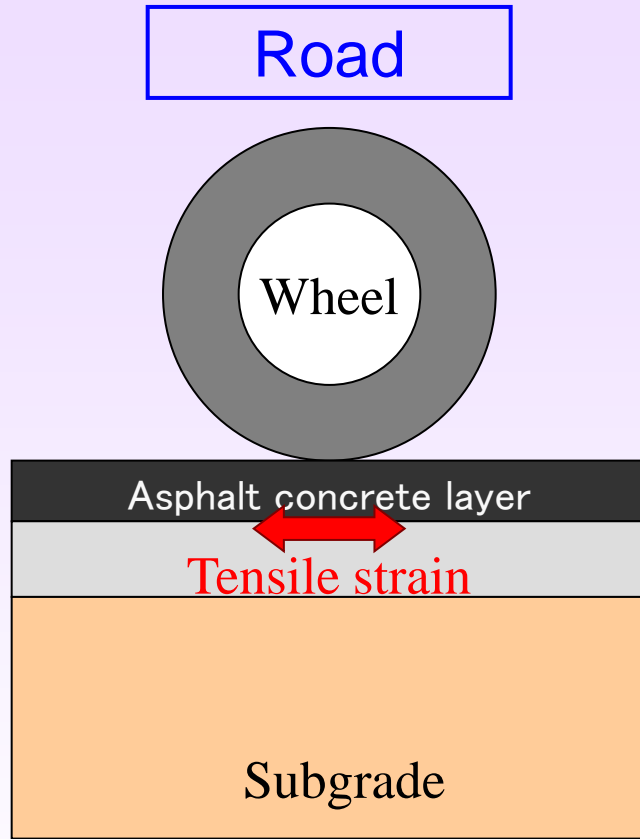 Road
Wheel
Asphalt concrete layer
Tensile strain
Subgrade